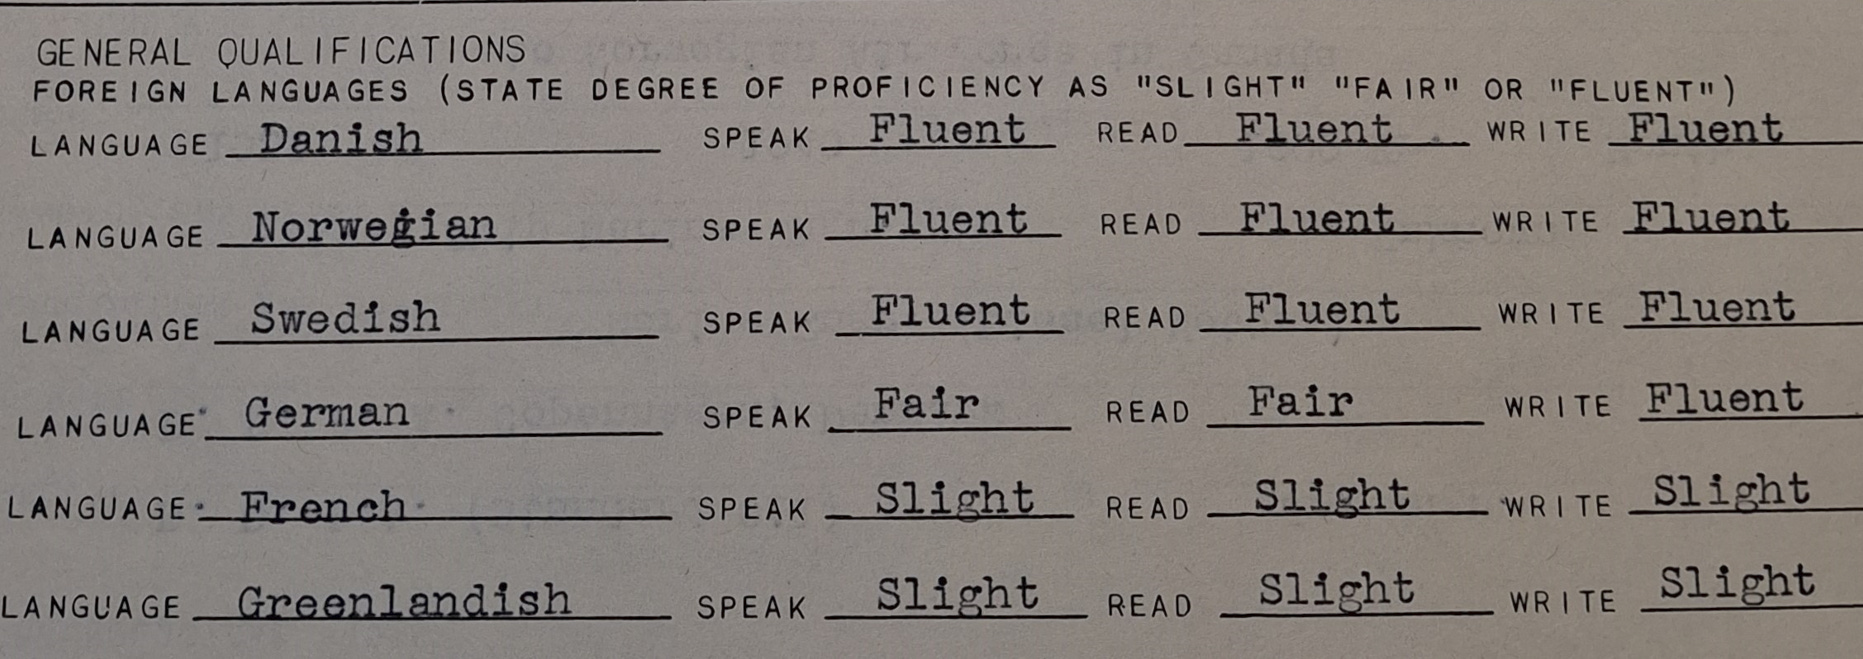 GENERAL QUALIFICATIONS
FOREIGN LANGUAGES (STATE DEGREE OF PROFICIENCY AS "SLIGHT" "FAIR" OR "FLUENT")
LANGUAGE Danish SPEAK Fluent READ Fluent WRITE Fluent
LANGUAGE Norwegian SPEAK Fluent READ Fluent WRITE Fluent
LANGUAGE Swedish SPEAK Fluent READ Fluent WRITE Fluent
LANGUAGE German SPEAK Fair READ Fair WRITE Fluent
LANGUAGE French SPEAK Slight READ Slight WRITE Slight
LANGUAGE Greenlandish SPEAK Slight READ Slight WRITE Slight